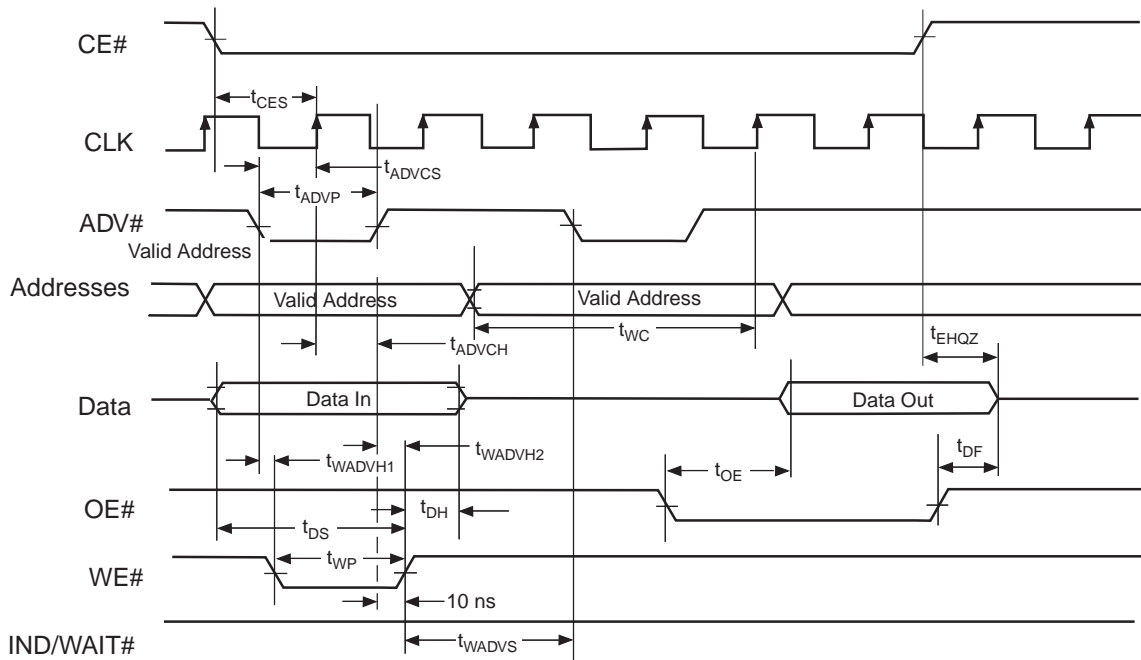 CE#
tCES
CLK
tADVCS
tADVP
ADV#
Valid Address
Addresses
Valid Address
Valid Address
tWC
tEHQZ
tADVCH
Data
Data In
Data Out
tWADVH1
tWADVH2
tOE
tDF
OE#
tDH
tDS
tWP
WE#
10 ns
IND/WAIT#
tWADVS